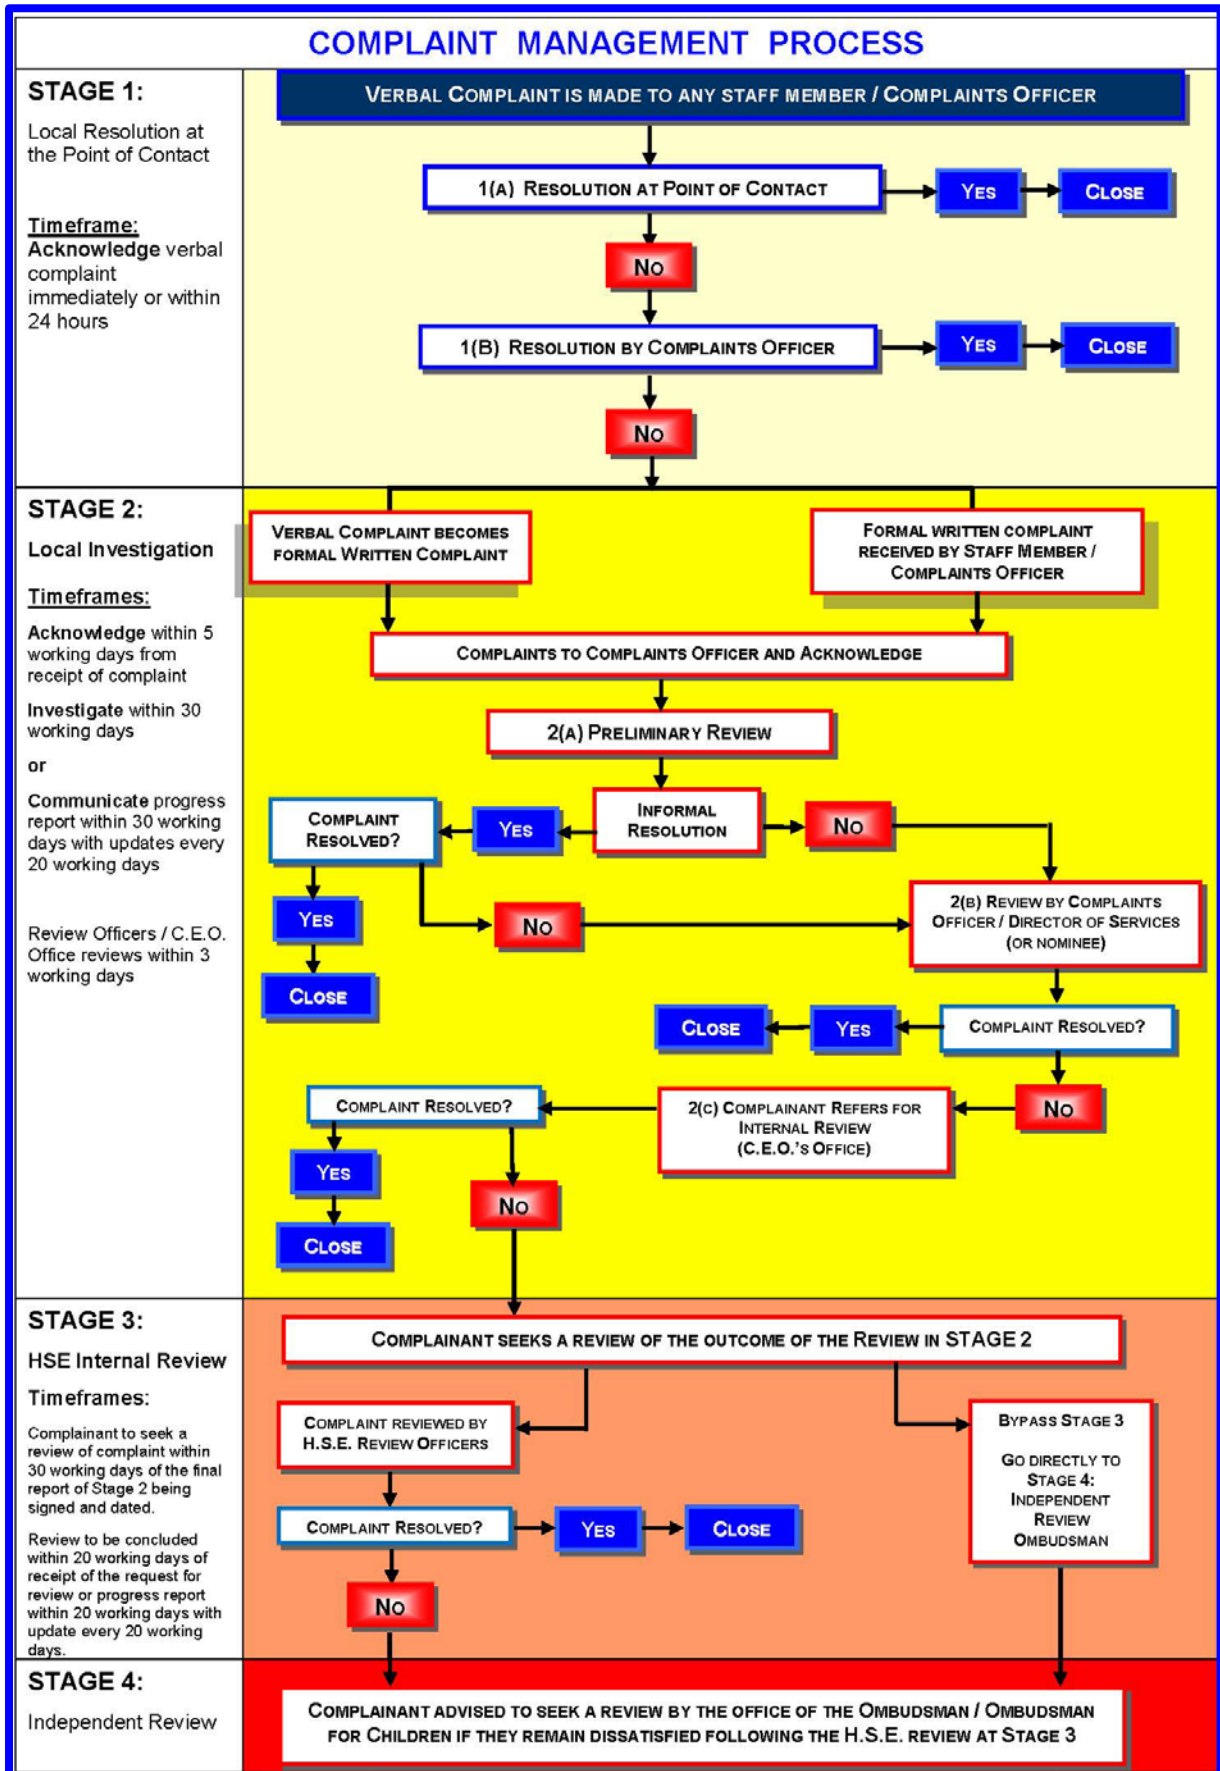 COMPLAINT MANAGEMENT PROCESS
STAGE 1:
Local Resolution at
the Point of Contact
Timeframe:
Acknowledge verbal
complaint
immediately or within
24 hours
VERBAL COMPLAINT IS MADE TO ANY STAFF MEMBER / COMPLAINTS OFFICER
1(A) RESOLUTION AT POINT OF CONTACT
YES
CLOSE
NO
1(B) RESOLUTION BY COMPLAINTS OFFICER
YES
CLOSE
NO
STAGE 2:
Local Investigation
Timeframes:
Acknowledge within 5
working days from
receipt of complaint
Investigate within 30
working days
or
Communicate progress
report within 30 working
days with updates every
20 working days
Review Officers / C.E.O.
Office reviews within 3
working days
VERBAL COMPLAINT BECOMES
FORMAL WRITTEN COMPLAINT
FORMAL WRITTEN COMPLAINT
RECEIVED BY STAFF MEMBER /
COMPLAINTS OFFICER
COMPLAINTS TO COMPLAINTS OFFICER AND ACKNOWLEDGE
2(A) PRELIMINARY REVIEW
INFORMAL
RESOLUTION
YES
NO
COMPLAINT
RESOLVED?
YES
CLOSE
NO
2(B) REVIEW BY COMPLAINTS
OFFICER / DIRECTOR OF SERVICES
(OR NOMINEE)
COMPLAINT RESOLVED?
YES
CLOSE
NO
2(C) COMPLAINANT REFERS FOR
INTERNAL REVIEW
(C.E.O.'S OFFICE)
COMPLAINT RESOLVED?
YES
CLOSE
NO
STAGE 3:
HSE Internal Review
Timeframes:
Complainant to seek a
review of complaint within
30 working days of the final
report of Stage 2 being
signed and dated.
Review to be concluded
within 20 working days of
receipt of the request for
review or progress report
within 20 working days with
update every 20 working
days.
COMPLAINANT SEEKS A REVIEW OF THE OUTCOME OF THE REVIEW IN STAGE 2
COMPLAINT REVIEWED BY
H.S.E. REVIEW OFFICERS
COMPLAINT RESOLVED?
YES
CLOSE
NO
BYPASS STAGE 3
GO DIRECTLY TO
STAGE 4:
INDEPENDENT
REVIEW
OMBUDSMAN
STAGE 4:
Independent Review
COMPLAINANT ADVISED TO SEEK A REVIEW BY THE OFFICE OF THE OMBUDSMAN / OMBUDSMAN
FOR CHILDREN IF THEY REMAIN DISSATISFIED FOLLOWING THE H.S.E. REVIEW AT STAGE 3